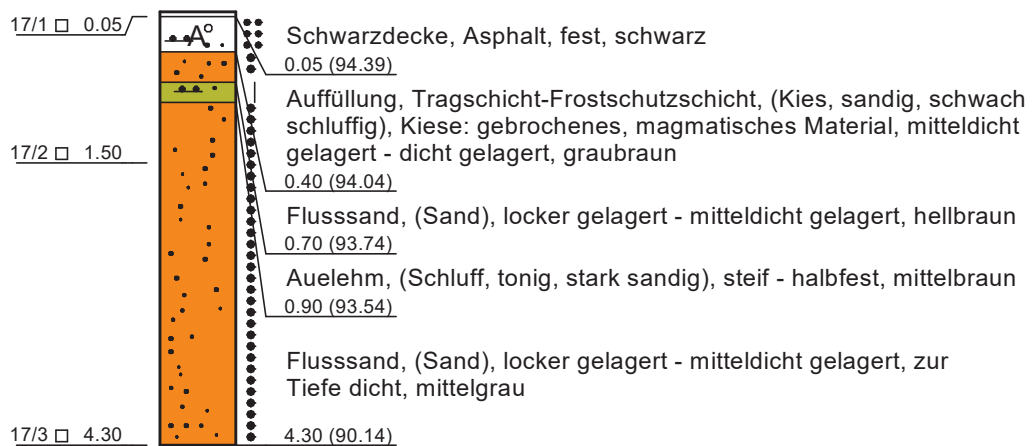 17/1 0.05
A
Schwarzdecke, Asphalt, fest, schwarz
0.05 (94.39)
Auffüllung, Tragschicht-Frostschutzschicht, (Kies, sandig, schwach
schluffig), Kiese: gebrochenes, magmatisches Material, mitteldicht
gelagert - dicht gelagert, graubraun
17/2 1.50
0.40 (94.04)
Flusssand, (Sand), locker gelagert - mitteldicht gelagert, hellbraun
0.70 (93.74)
Auelehm, (Schluff, tonig, stark sandig), steif - halbfest, mittelbraun
0.90 (93.54)
Flusssand, (Sand), locker gelagert - mitteldicht gelagert, zur
Tiefe dicht, mittelgrau
17/3 4.30
4.30 (90.14)